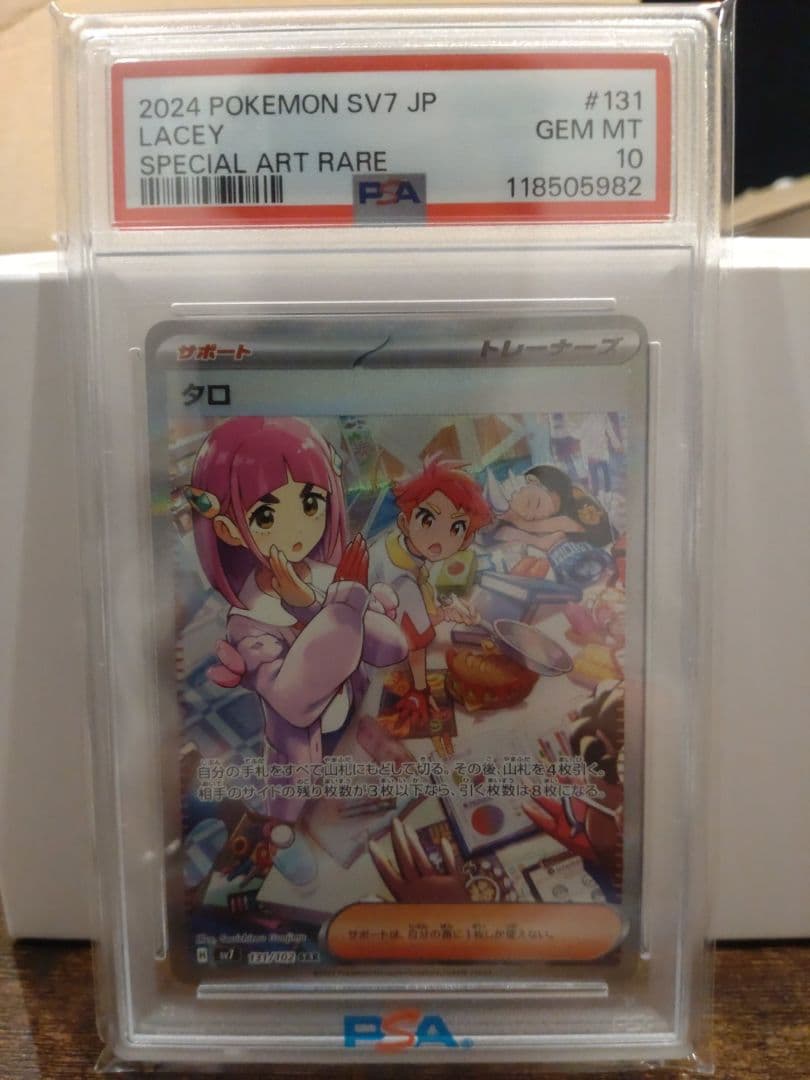 2024 POKEMON SV7 JP #131
LACEY GEM MT
SPECIAL ART RARE 10
PSA 118505982
サポート トレーナーズ
タロ
自分の手札をすべて山札にもどして切る。その後、山札を4枚引く。
相手のサイドの残り枚数が3枚以下なら、引く枚数は8枚になる。
サポートは、自分の番に1枚しか使えない。
H sv7 131/102 SAR
PSA